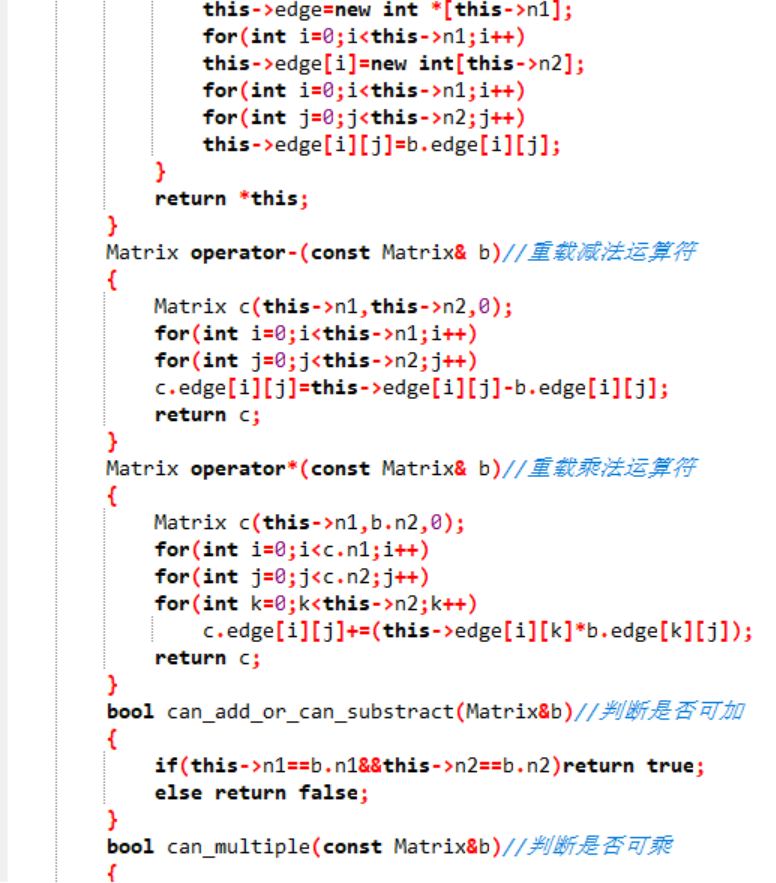 this->edge=new int *[this->n1];
for(int i=0;i<this->n1;i++)
this->edge[i]=new int[this->n2];
for(int i=0;i<this->n1;i++)
for(int j=0;j<this->n2;j++)
this->edge[i][j]=b.edge[i][j];
}
return *this;
}
Matrix operator-(const Matrix& b)//重载减法运算符
{
Matrix c(this->n1,this->n2,0);
for(int i=0;i<this->n1;i++)
for(int j=0;j<this->n2;j++)
c.edge[i][j]=this->edge[i][j]-b.edge[i][j];
return c;
}
Matrix operator*(const Matrix& b)//重载乘法运算符
{
Matrix c(this->n1,b.n2,0);
for(int i=0;i<c.n1;i++)
for(int j=0;j<c.n2;j++)
for(int k=0;k<this->n2;k++)
c.edge[i][j]+=(this->edge[i][k]*b.edge[k][j]);
return c;
}
bool can_add_or_can_substract(Matrix&b)//判断是否可加
{
if(this->n1==b.n1&&this->n2==b.n2)return true;
else return false;
}
bool can_multiple(const Matrix&b)//判断是否可乘
{